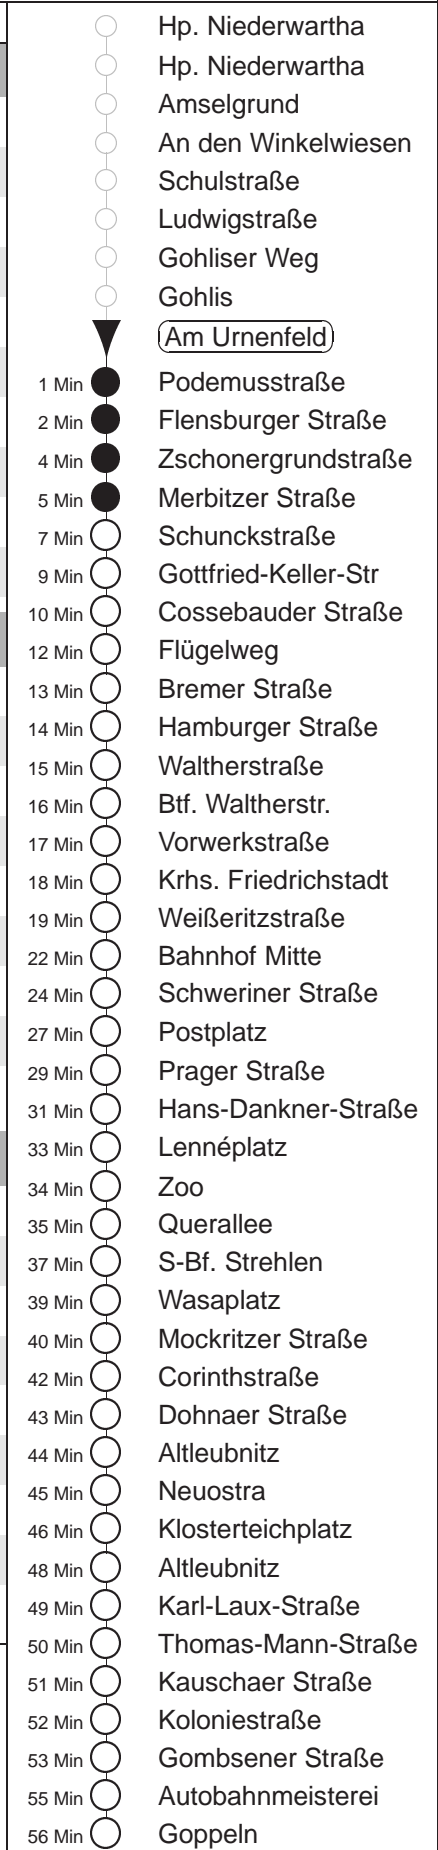 Hp. Niederwartha
Hp. Niederwartha
Amselgrund
An den Winkelwiesen
Schulstraße
Ludwigstraße
Gohliser Weg
Gohlis
Am Urnenfeld
1 Min Podemusstraße
2 Min Flensburger Straße
4 Min Zschonergrundstraße
5 Min Merbitzer Straße
7 Min Schunckstraße
9 Min Gottfried-Keller-Str
10 Min Cossebauder Straße
12 Min Flügelweg
13 Min Bremer Straße
14 Min Hamburger Straße
15 Min Waltherstraße
16 Min Btf. Waltherstr.
17 Min Vorwerkstraße
18 Min Krhs. Friedrichstadt
19 Min Weißeritzstraße
22 Min Bahnhof Mitte
24 Min Schweriner Straße
27 Min Postplatz
29 Min Prager Straße
31 Min Hans-Dankner-Straße
33 Min Lennéplatz
34 Min Zoo
35 Min Querallee
37 Min S-Bf. Strehlen
39 Min Wasaplatz
40 Min Mockritzer Straße
42 Min Corinthstraße
43 Min Dohnaer Straße
44 Min Altleubnitz
45 Min Neuostra
46 Min Klosterteichplatz
48 Min Altleubnitz
49 Min Karl-Laux-Straße
50 Min Thomas-Mann-Straße
51 Min Kauschaer Straße
52 Min Koloniestraße
53 Min Gombsener Straße
55 Min Autobahnmeisterei
56 Min Goppeln